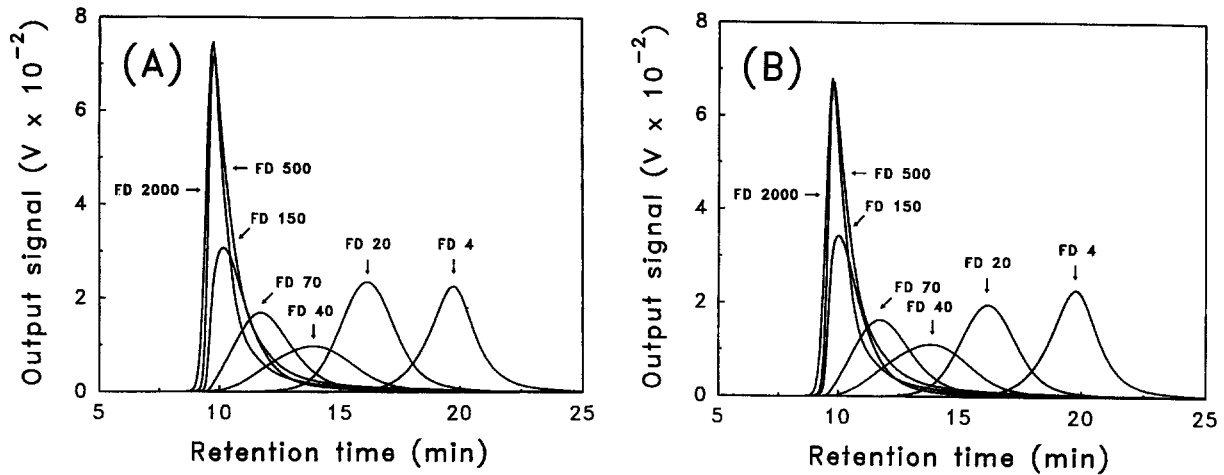 (A)
Output signal (V x 10⁻²)
8
6
4
2
0
FD 500
FD 2000
FD 150
FD 70
FD 40
FD 20
FD 4
5 10 15 20 25
Retention time (min)
(B)
Output signal (V x 10⁻²)
8
6
4
2
0
FD 500
FD 2000
FD 150
FD 70
FD 40
FD 20
FD 4
5 10 15 20 25
Retention time (min)